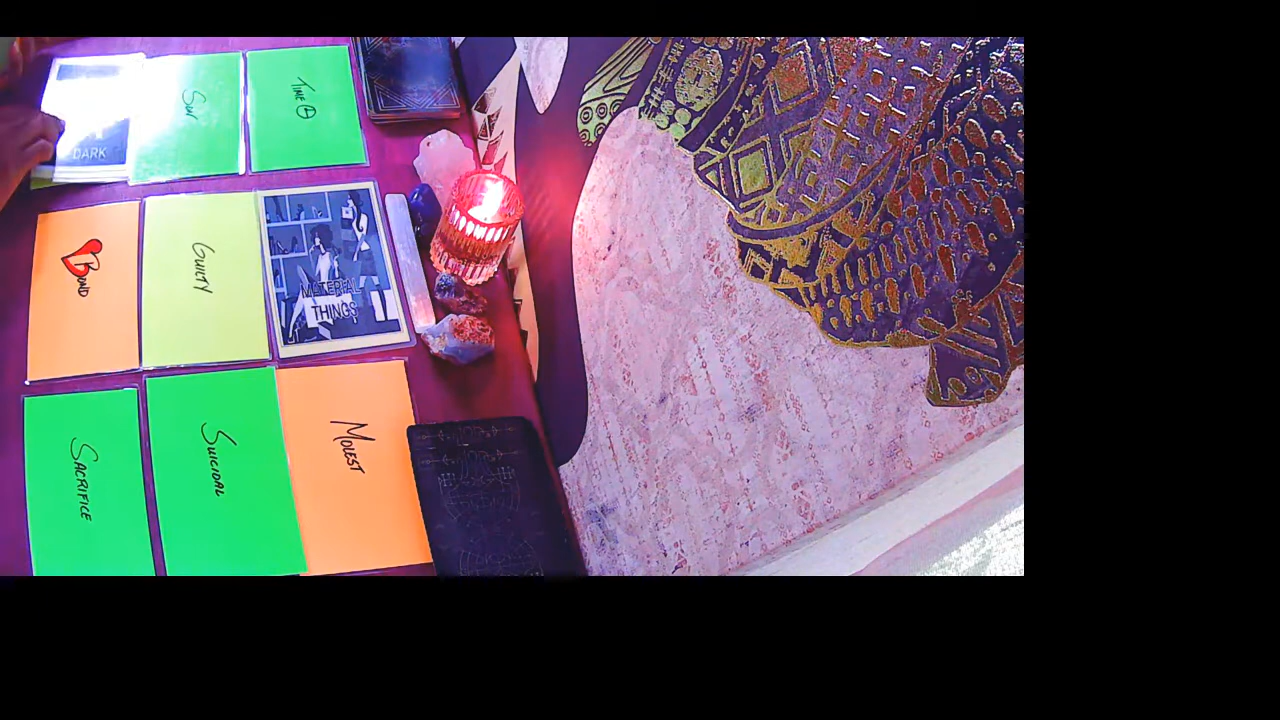 DARK
Sun
TIME
BOND
GUILTY
MATERIAL
THINGS
SACRIFICE
SUICIDAL
MOLEST